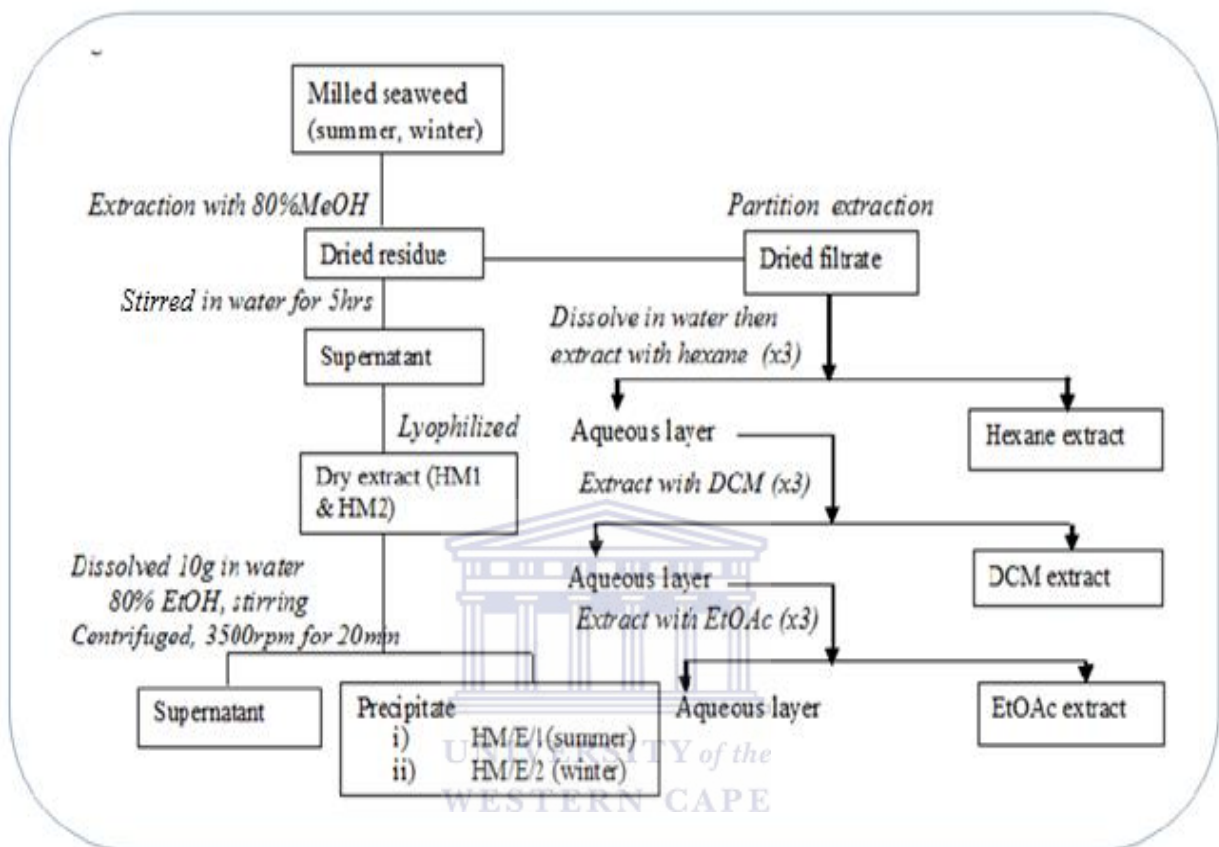 Milled seaweed
(summer, winter)
Extraction with 80%MeOH
Partition extraction
Dried residue
Dried filtrate
Stirred in water for 5hrs
Dissolve in water then
extract with hexane (x3)
Supernatant
Lyophilized
Aqueous layer
Hexane extract
Dry extract (HM1
& HM2)
Extract with DCM (x3)
Dissolved 10g in water
80% EtOH, stirring
Centrifuged, 3500rpm for 20min
Aqueous layer
DCM extract
Extract with EtOAc (x3)
Supernatant
Precipitate
i) HM/E/1(summer)
ii) HM/E/2 (winter)
Aqueous layer
EtOAc extract
UNIVERSITY of the
WESTERN CAPE